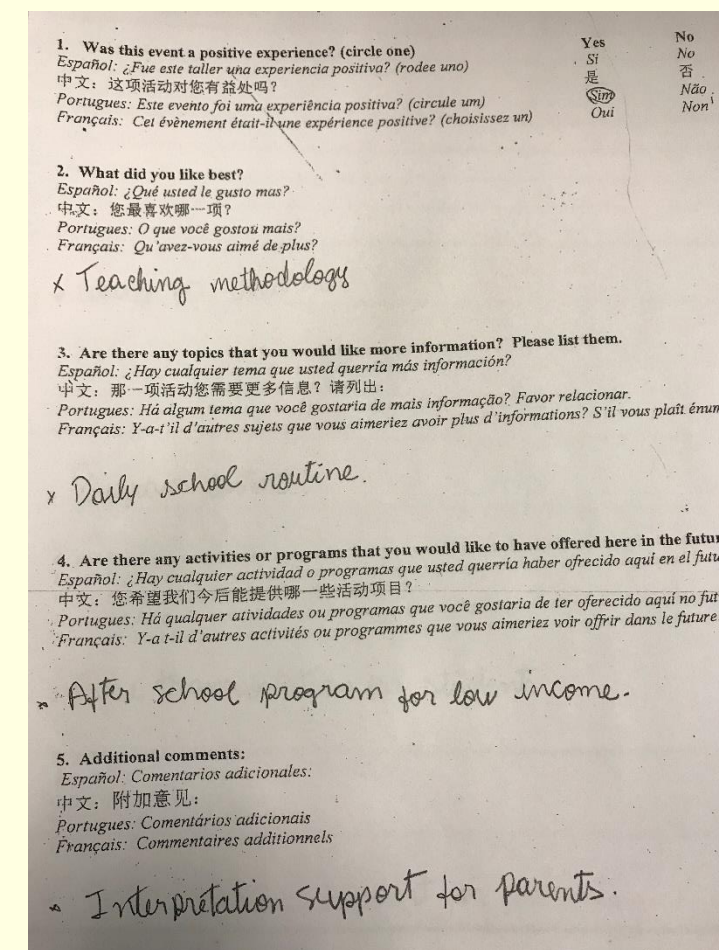 1. Was this event a positive experience? (circle one) Yes No
Español: ¿Fue este taller una experiencia positiva? (rodee uno) Si No
中文: 这项活动对您有益处吗? 是 否
Portugues: Este evento foi uma experiência positiva? (circule um) Sim Não
Français: Cet évènement était-il une expérience positive? (choisissez un) Oui Non
2. What did you like best?
Español: ¿Qué usted le gusto mas?
中文: 您最喜欢哪一项?
Portugues: O que você gostou mais?
Français: Qu'avez-vous aimé de plus?
x Teaching methodology
3. Are there any topics that you would like more information? Please list them.
Español: ¿Hay cualquier tema que usted querría más información?
中文: 那一项活动您需要更多信息? 请列出:
Portugues: Há algum tema que você gostaria de mais informação? Favor relacionar.
Français: Y-a-t'il d'autres sujets que vous aimeriez avoir plus d'informations? S'il vous plaît énum
x Daily school routine.
4. Are there any activities or programs that you would like to have offered here in the futur
Español: ¿Hay cualquier actividad o programas que usted querría haber ofrecido aquí en el futu
中文: 您希望我们今后能提供哪一些活动项目?
Portugues: Há qualquer atividades ou programas que você gostaria de ter oferecido aquí no fut
Français: Y-a t-il d'autres activités ou programmes que vous aimeriez voir offrir dans le future
x After school program for low income.
5. Additional comments:
Español: Comentarios adicionales:
中文: 附加意见:
Portugues: Comentários adicionais
Français: Commentaires additionnels
x Interpretation support for parents.